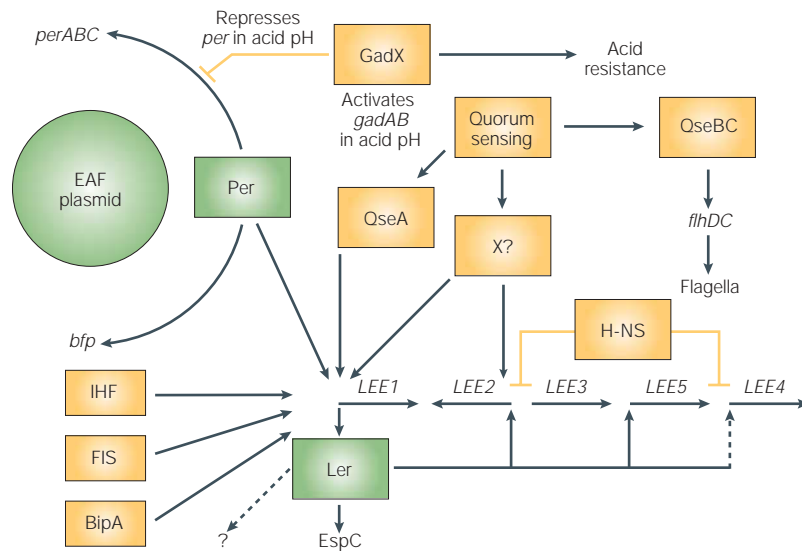 Represses
per in acid pH
perABC
GadX
Acid
resistance
Activates
gadAB
in acid pH
Quorum
sensing
QseBC
EAF
plasmid
Per
QseA
X?
flhDC
Flagella
bfp
H-NS
IHF
LEE1
LEE2
LEE3
LEE5
LEE4
FIS
Ler
BipA
?
EspC